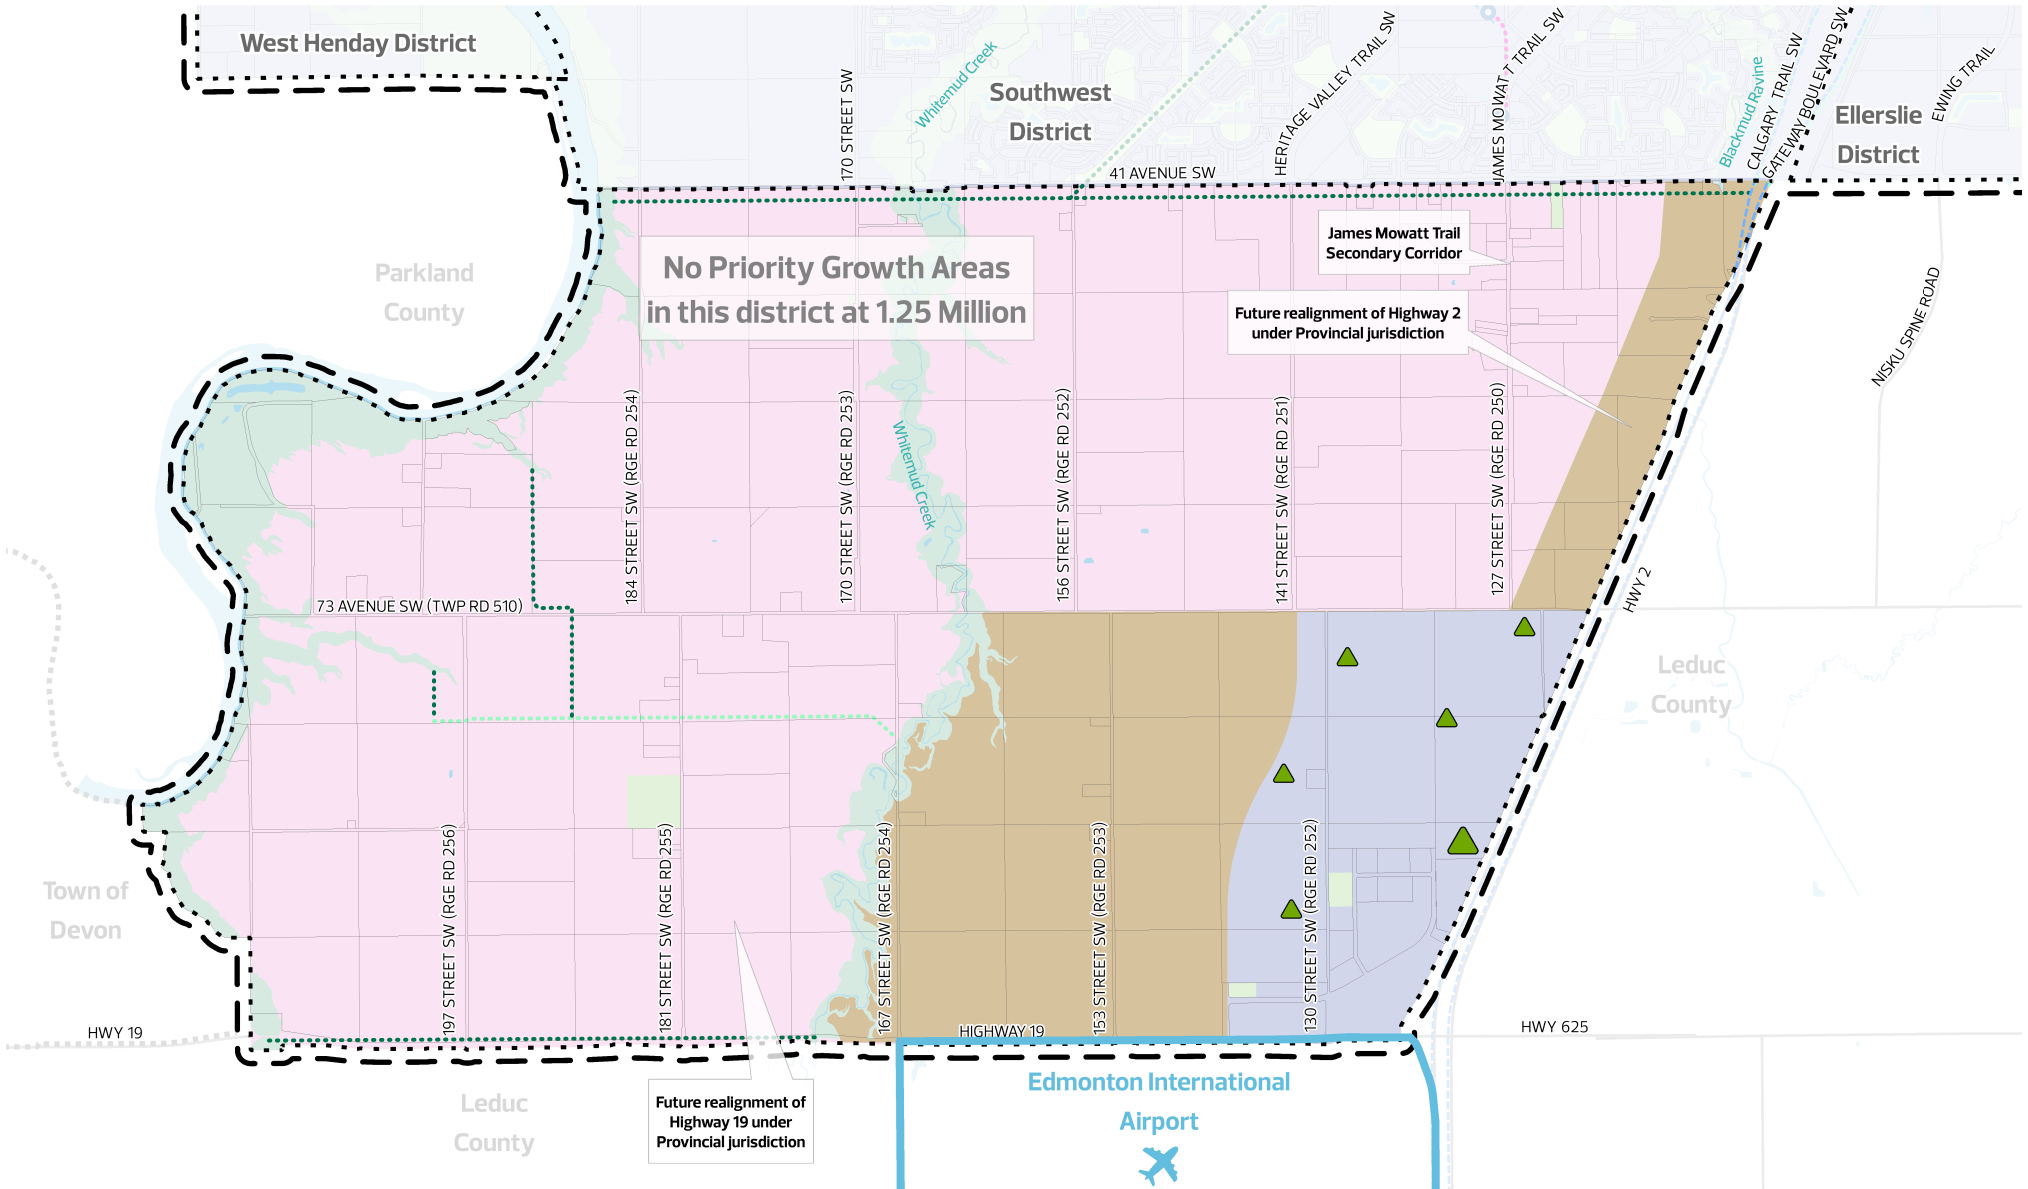 West Henday District
Southwest
District
Ellerslie
District
Whitemud Creek
170 STREET SW
HERITAGE VALLEY TRAIL SW
JAMES MOWAT T TRAIL SW
Blackmud Ravine
CALGARY TRAIL SW
GATEWAY BOULEVARD SW
EWING TRAIL
41 AVENUE SW
Parkland
County
No Priority Growth Areas
in this district at 1.25 Million
James Mowatt Trail
Secondary Corridor
Future realignment of Highway 2
under Provincial jurisdiction
NISKU SPINE ROAD
184 STREET SW (RGE RD 254)
170 STREET SW (RGE RD 253)
Whitemud Creek
156 STREET SW (RGE RD 252)
141 STREET SW (RGE RD 251)
127 STREET SW (RGE RD 250)
73 AVENUE SW (TWP RD 510)
HWY 2
Leduc
County
Town of
Devon
197 STREET SW (RGE RD 256)
181 STREET SW (RGE RD 255)
167 STREET SW (RGE RD 254)
153 STREET SW (RGE RD 253)
130 STREET SW (RGE RD 252)
HWY 19
HIGHWAY 19
HWY 625
Leduc
County
Future realignment of
Highway 19 under
Provincial jurisdiction
Edmonton International
Airport